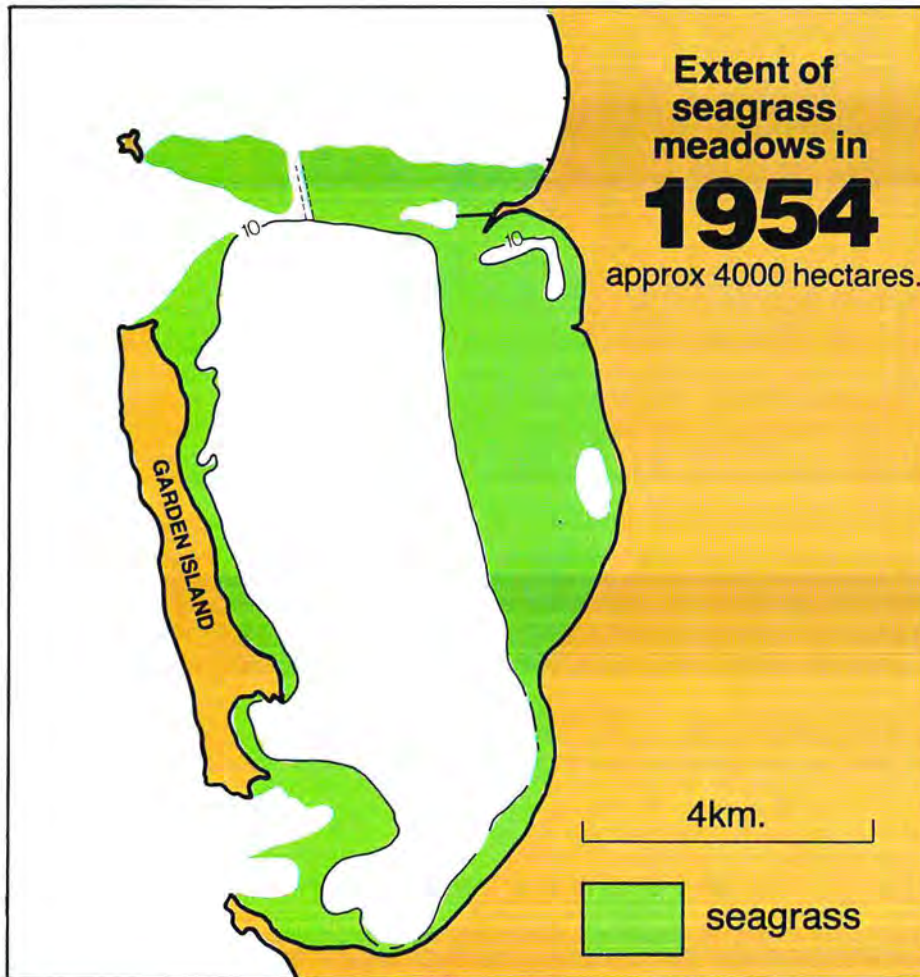 Extent of
seagrass
meadows in
1954
approx 4000 hectares.
10
10
GARDEN ISLAND
4km.
seagrass